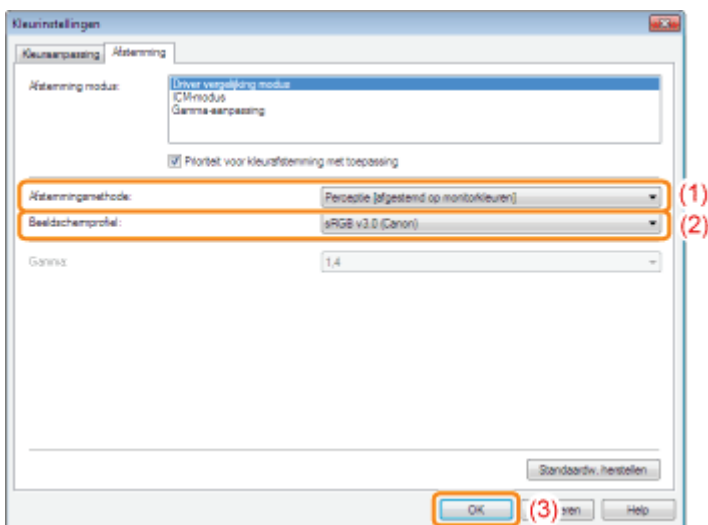 Kleurinstellingen
Kleuraanpassing Afstemming
Afstemming modus:
Driver vergelijking modus
ICM-modus
Gamma-aanpassing
Prioriteit voor kleurafstemming met toepassing
Afstemmingsmethode: Perceptie [afgestemd op monitorkleuren] (1)
Beeldschermprofiel: sRGB v3.0 (Canon) (2)
Gamma: 1,4
Standaardw. herstellen
OK (3) eren Help